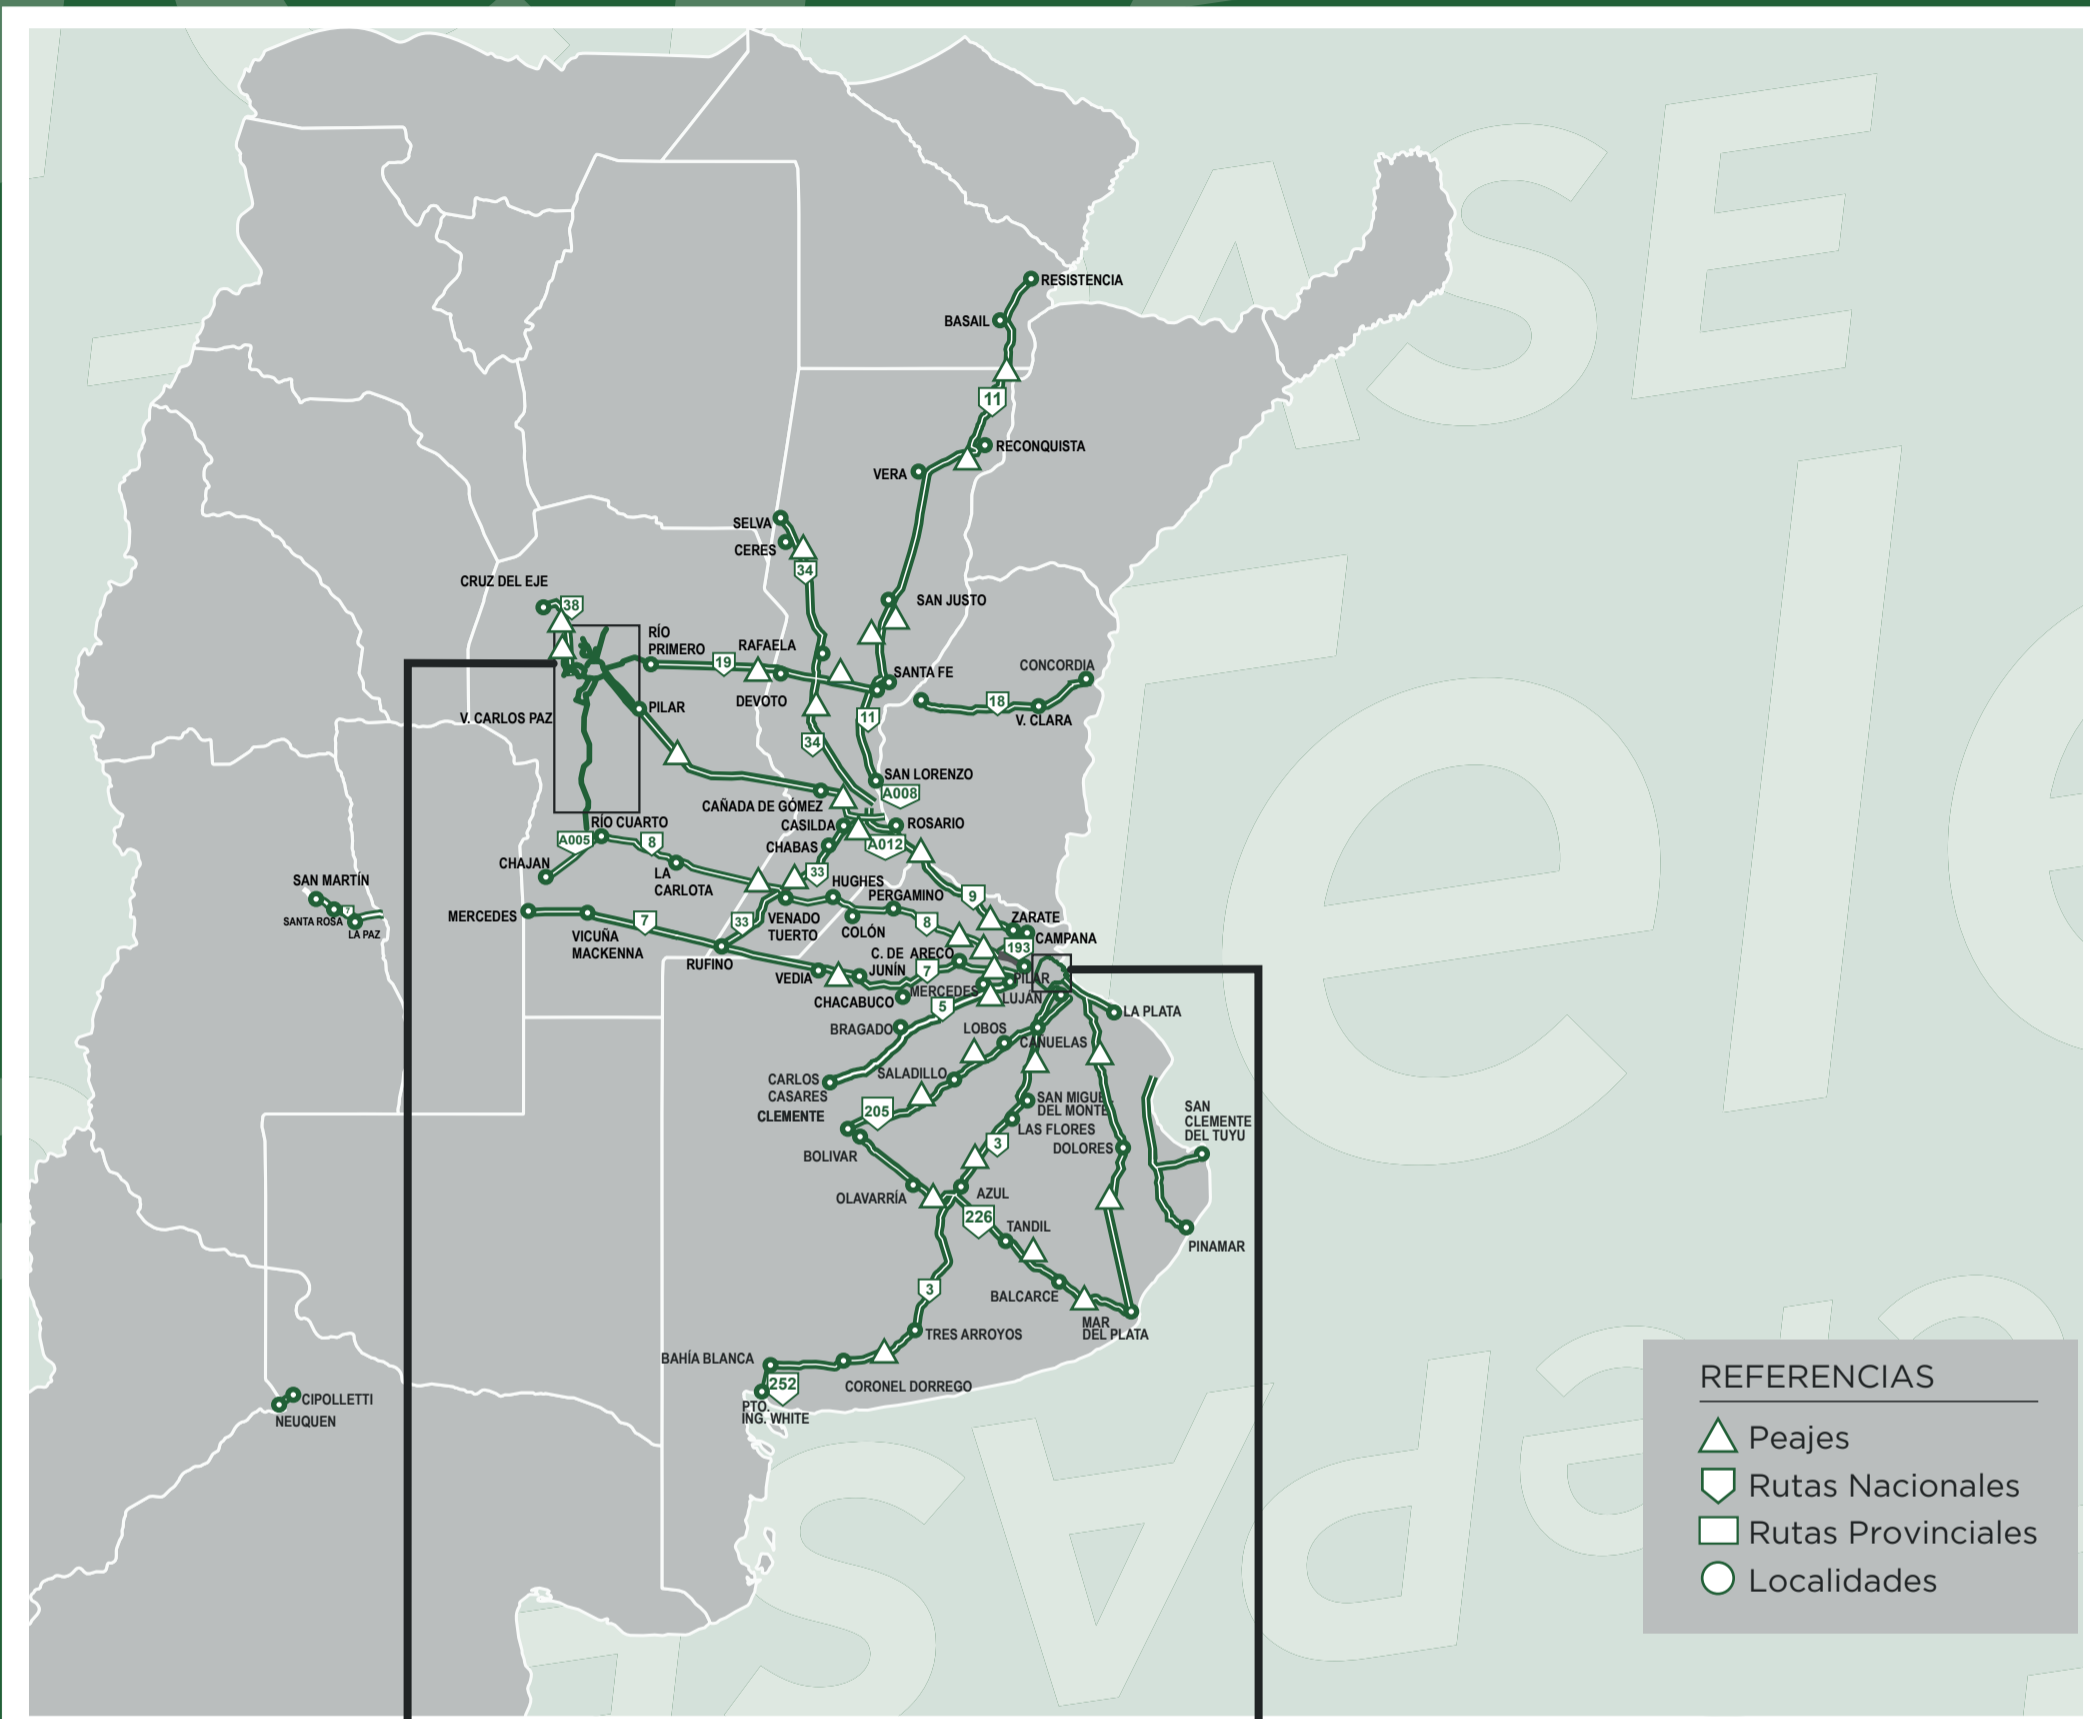 RESISTENCIA
BASAIL
11
RECONQUISTA
VERA
SELVA
CERES
34
CRUZ DEL EJE
38
SAN JUSTO
RÍO
PRIMERO
19
RAFAELA
DEVOTO
SANTA FE
CONCORDIA
18
V. CLARA
V. CARLOS PAZ
PILAR
11
34
SAN LORENZO
A008
CAÑADA DE GÓMEZ
CASILDA
ROSARIO
CHABAS
A012
RÍO CUARTO
A005
8
CHAJAN
LA
CARLOTA
33
HUGHES
PERGAMINO
9
SAN MARTÍN
SANTA ROSA
7
LA PAZ
MERCEDES
VICUÑA
MACKENNA
7
33
VENADO
TUERTO
COLÓN
8
ZARATE
CAMPANA
193
RUFINO
C. DE ARECO
VEDIA
JUNÍN
7
PILAR
CHACABUCO
MERCEDES
LUJÁN
5
LA PLATA
BRAGADO
LOBOS
CAÑUELAS
CARLOS
CASARES
SALADILLO
CLEMENTE
205
SAN MIGUEL
DEL MONTE
LAS FLORES
SAN
CLEMENTE
DEL TUYU
BOLIVAR
3
DOLORES
OLAVARRÍA
AZUL
226
TANDIL
PINAMAR
3
BALCARCE
MAR
DEL PLATA
TRES ARROYOS
BAHÍA BLANCA
252
CORONEL DORREGO
PTO.
ING. WHITE
CIPOLLETTI
NEUQUEN
REFERENCIAS
Peajes
Rutas Nacionales
Rutas Provinciales
Localidades